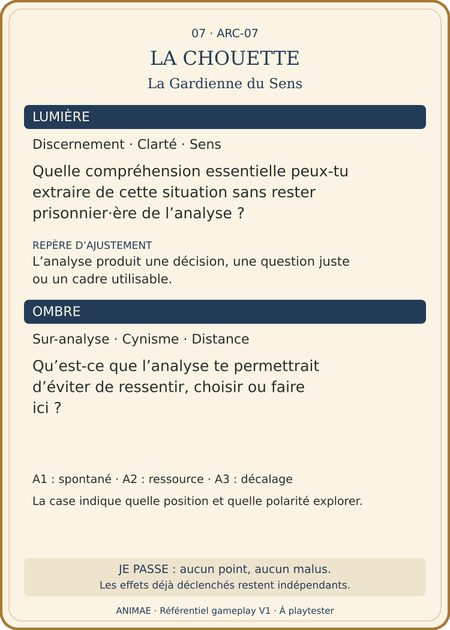 07 · ARC-07
LA CHOUETTE
La Gardienne du Sens
LUMIÈRE
Discernement · Clarté · Sens
Quelle compréhension essentielle peux-tu
extraire de cette situation sans rester
prisonnier·ère de l’analyse ?
REPÈRE D’AJUSTEMENT
L’analyse produit une décision, une question juste
ou un cadre utilisable.
OMBRE
Sur-analyse · Cynisme · Distance
Qu’est-ce que l’analyse te permettrait
d’éviter de ressentir, choisir ou faire
ici ?
A1 : spontané · A2 : ressource · A3 : décalage
La case indique quelle position et quelle polarité explorer.
JE PASSE : aucun point, aucun malus.
Les effets déjà déclenchés restent indépendants.
ANIMAE · Référentiel gameplay V1 · À playtester